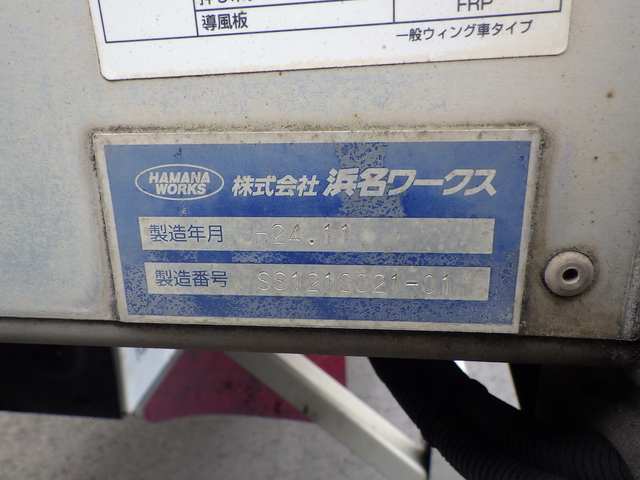 導風板
FRP
一般ウィング車タイプ
HAMANA WORKS
株式会社 浜名ワークス
製造年月 -24.11
製造番号 SS1210021-01